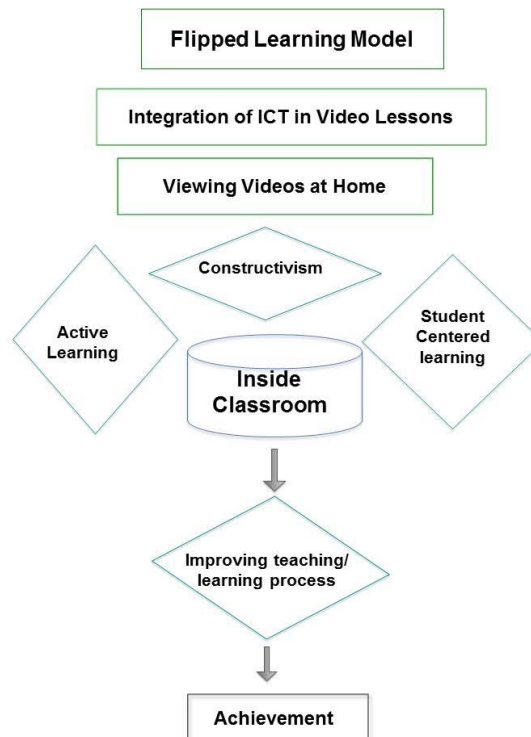 Flipped Learning Model
Integration of ICT in Video Lessons
Viewing Videos at Home
Constructivism
Active
Learning
Student
Centered
learning
Inside
Classroom
Improving teaching/
learning process
Achievement